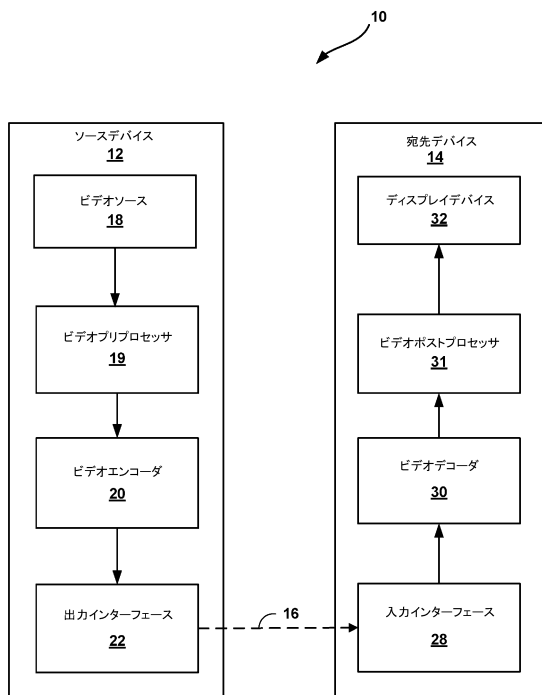 10
ソースデバイス
12
ビデオソース
18
ビデオプリプロセッサ
19
ビデオエンコーダ
20
出力インターフェース
22
16
宛先デバイス
14
ディスプレイデバイス
32
ビデオポストプロセッサ
31
ビデオデコーダ
30
入力インターフェース
28